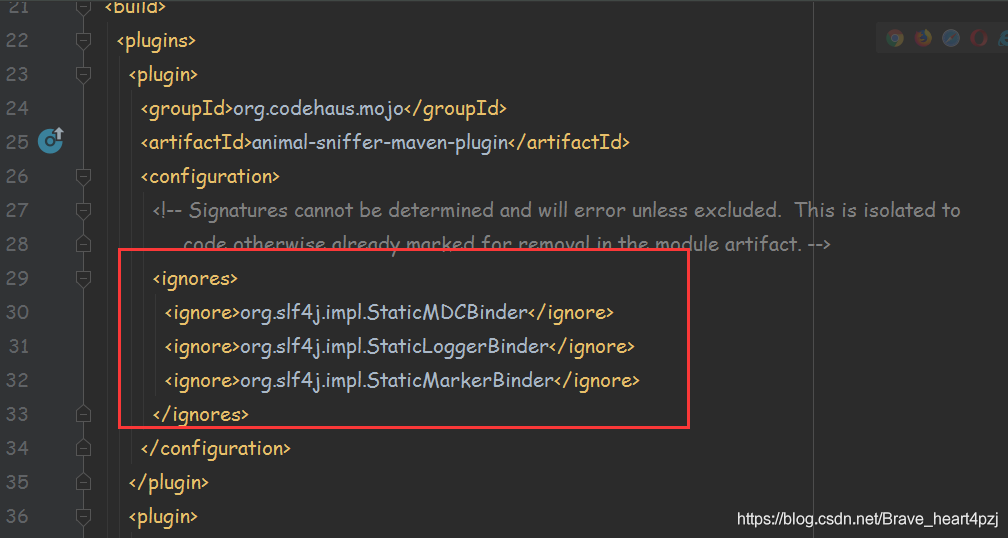 21 <build>
22 <plugins>
23 <plugin>
24 <groupId>org.codehaus.mojo</groupId>
25 <artifactId>animal-sniffer-maven-plugin</artifactId>
26 <configuration>
27 <!-- Signatures cannot be determined and will error unless excluded.  This is isolated to
28 code otherwise already marked for removal in the module artifact. -->
29 <ignores>
30 <ignore>org.slf4j.impl.StaticMDCBinder</ignore>
31 <ignore>org.slf4j.impl.StaticLoggerBinder</ignore>
32 <ignore>org.slf4j.impl.StaticMarkerBinder</ignore>
33 </ignores>
34 </configuration>
35 </plugin>
36 <plugin>
https://blog.csdn.net/Brave_heart4pzj